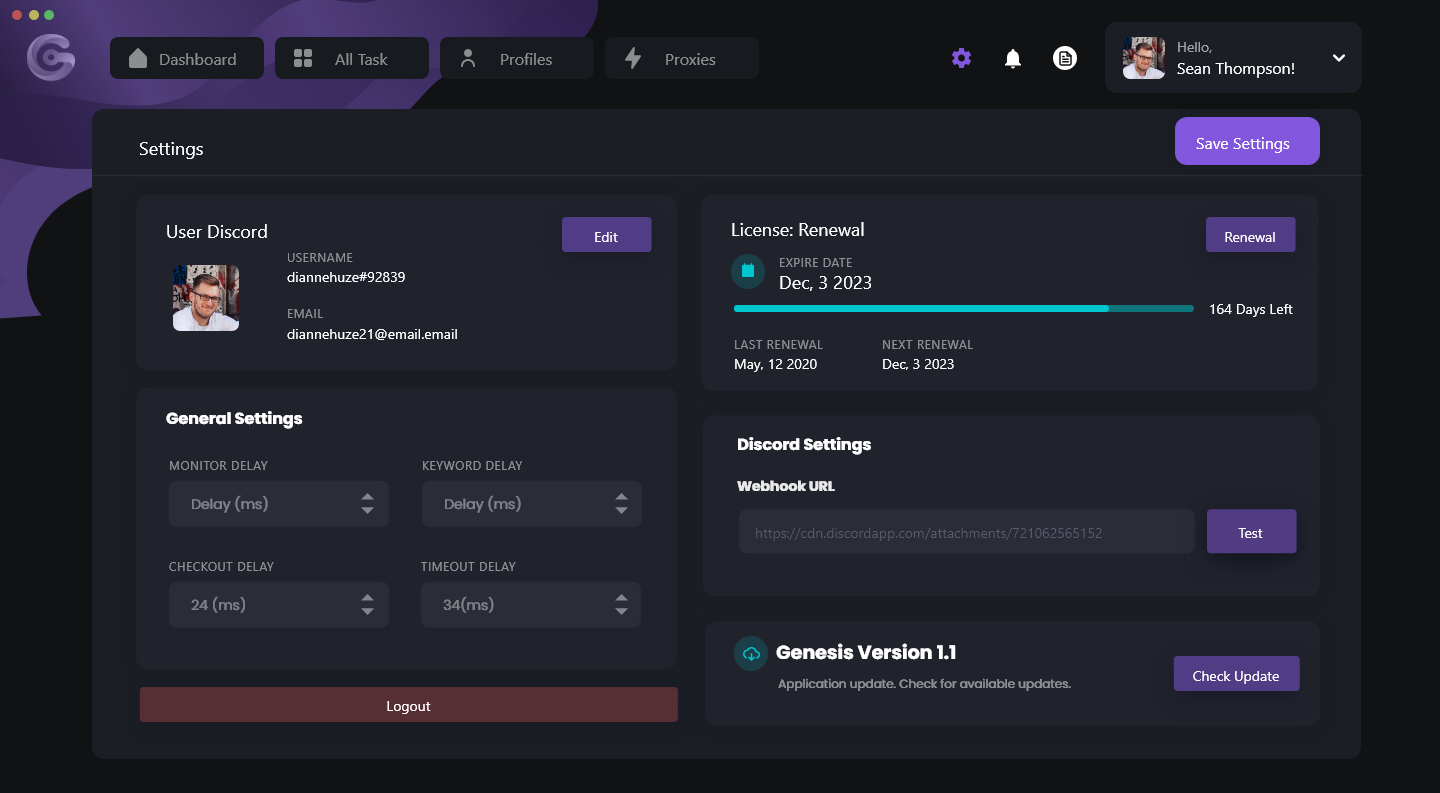 Dashboard
All Task
Profiles
Proxies
Hello,
Sean Thompson!
Settings
Save Settings
User Discord
Edit
USERNAME
diannehuze#92839
EMAIL
diannehuze21@email.email
License: Renewal
Renewal
EXPIRE DATE
Dec, 3 2023
164 Days Left
LAST RENEWAL
NEXT RENEWAL
May, 12 2020
Dec, 3 2023
General Settings
MONITOR DELAY
KEYWORD DELAY
Delay (ms)
Delay (ms)
CHECKOUT DELAY
TIMEOUT DELAY
24 (ms)
34(ms)
Logout
Discord Settings
Webhook URL
https://cdn.discordapp.com/attachments/721062565152
Test
Genesis Version 1.1
Application update. Check for available updates.
Check Update